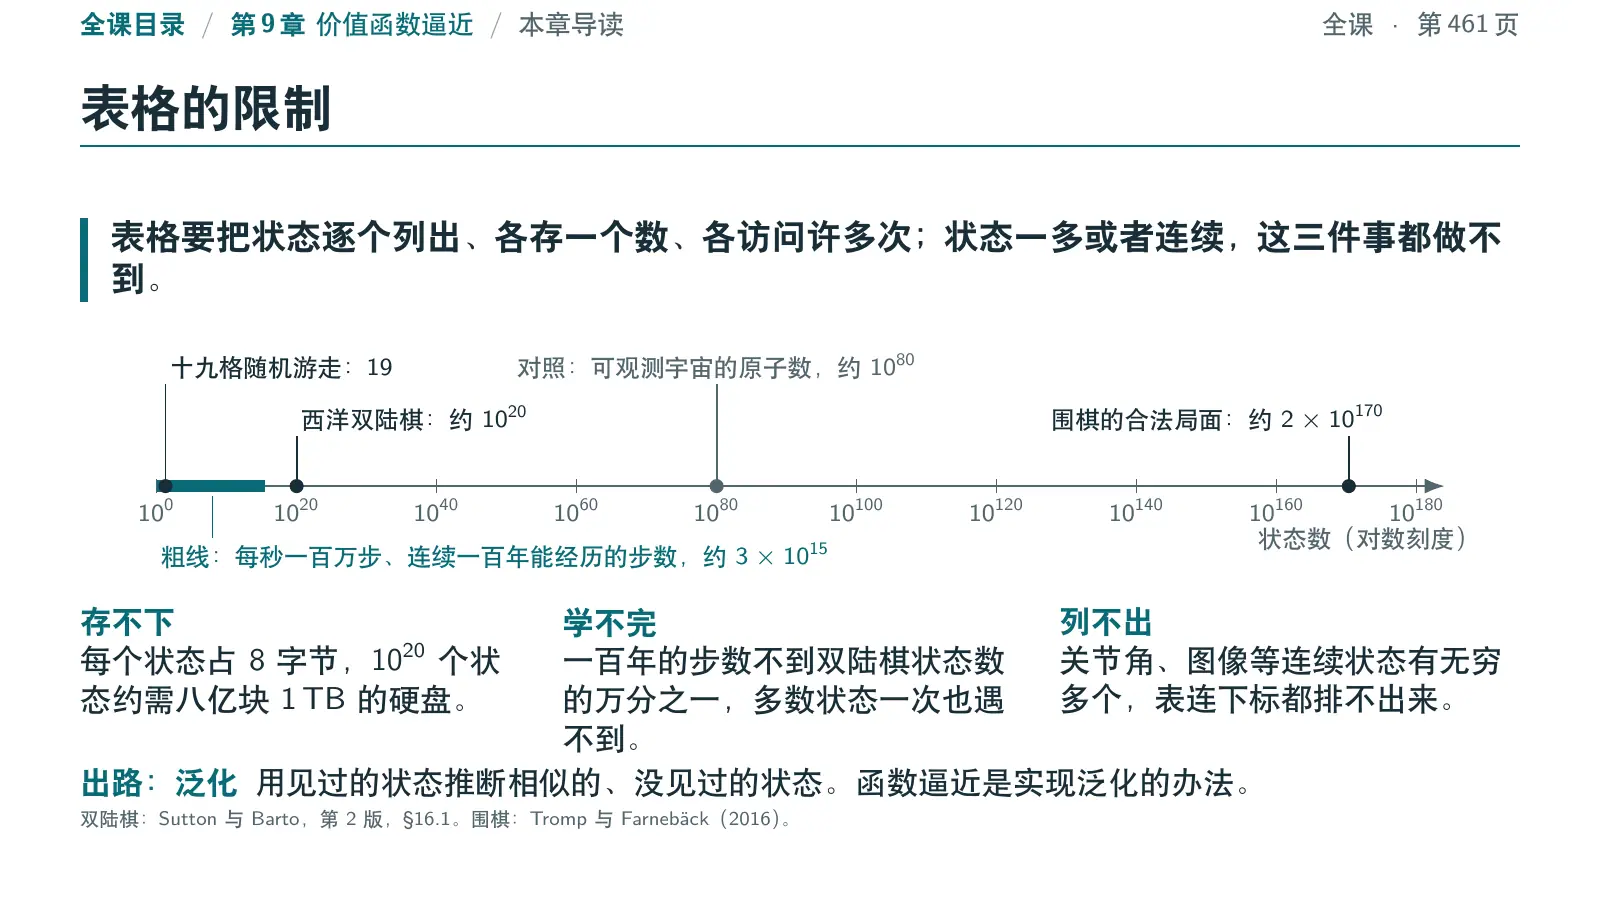 全课目录 / 第 9 章 价值函数逼近 / 本章导读
全课 · 第 461 页
表格的限制
表格要把状态逐个列出、各存一个数、各访问许多次；状态一多或者连续，这三件事都做不
到。
十九格随机游走：19
对照：可观测宇宙的原子数，约 10^80
西洋双陆棋：约 10^20
围棋的合法局面：约 2 × 10^170
10^0 10^20 10^40 10^60 10^80 10^100 10^120 10^140 10^160 10^180
状态数（对数刻度）
粗线：每秒一百万步、连续一百年能经历的步数，约 3 × 10^15
存不下
每个状态占 8 字节，10^20 个状
态约需八亿块 1 TB 的硬盘。
学不完
一百年的步数不到双陆棋状态数
的万分之一，多数状态一次也遇
不到。
列不出
关节角、图像等连续状态有无穷
多个，表连下标都排不出来。
出路：泛化 用见过的状态推断相似的、没见过的状态。函数逼近是实现泛化的办法。
双陆棋：Sutton 与 Barto，第 2 版，§16.1。围棋：Tromp 与 Farnebäck（2016）。